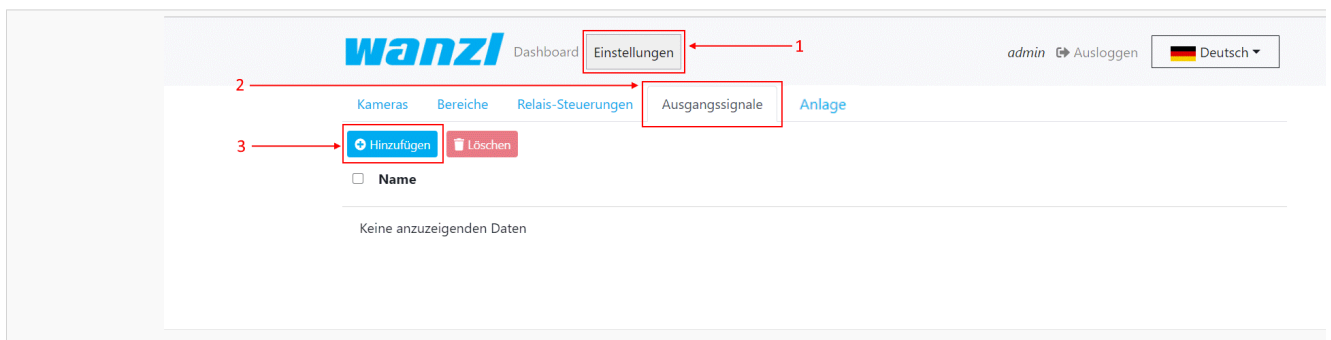 wanzl Dashboard Einstellungen 1 admin Ausloggen Deutsch
2
Kameras Bereiche Relais-Steuerungen Ausgangssignale Anlage
3 Hinzufügen Löschen
Name
Keine anzuzeigenden Daten